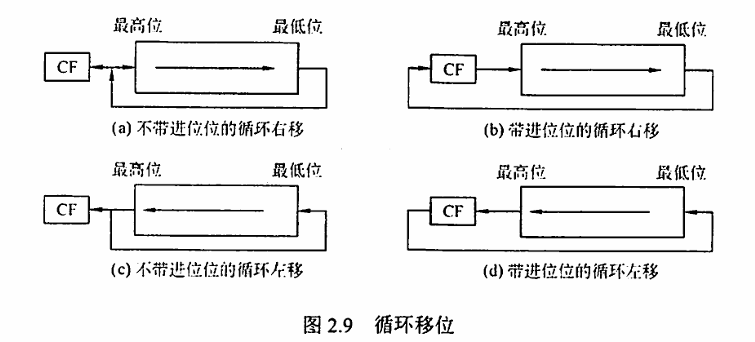 最高位 最低位 最高位 最低位
CF CF
(a) 不带进位位的循环右移 (b) 带进位位的循环右移
最高位 最低位 最高位 最低位
CF CF
(c) 不带进位位的循环左移 (d) 带进位位的循环左移
图 2.9 循环移位